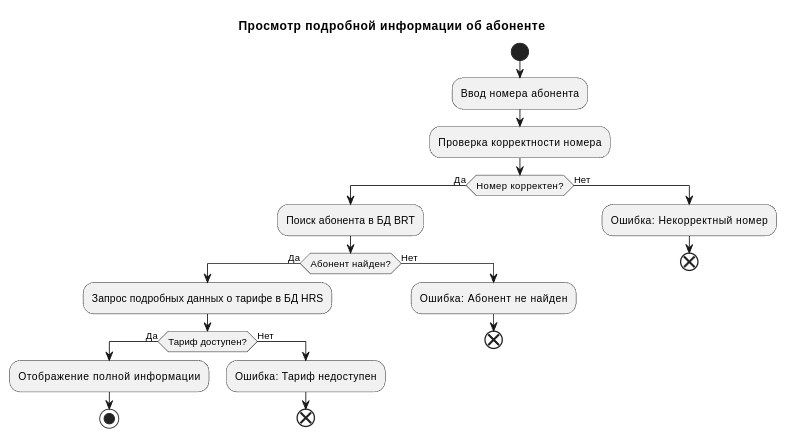 Просмотр подробной информации об абоненте
Ввод номера абонента
Проверка корректности номера
Да
Номер корректен?
Нет
Поиск абонента в БД BRT
Ошибка: Некорректный номер
Да
Абонент найден?
Нет
Запрос подробных данных о тарифе в БД HRS
Ошибка: Абонент не найден
Да
Тариф доступен?
Нет
Отображение полной информации
Ошибка: Тариф недоступен